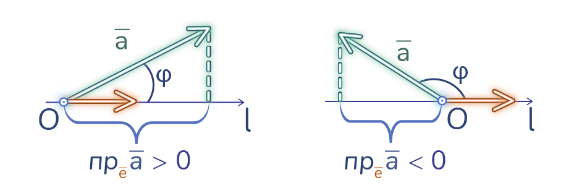 a̅ φ O l
пр_e̅ a̅ > 0
a̅ φ O l
пр_e̅ a̅ < 0